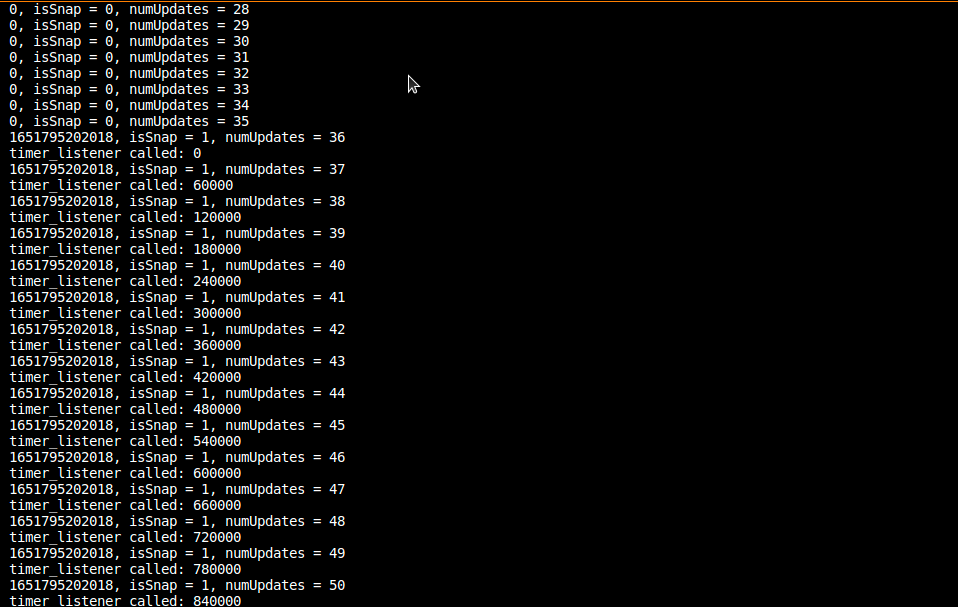 0, isSnap = 0, numUpdates = 28
0, isSnap = 0, numUpdates = 29
0, isSnap = 0, numUpdates = 30
0, isSnap = 0, numUpdates = 31
0, isSnap = 0, numUpdates = 32
0, isSnap = 0, numUpdates = 33
0, isSnap = 0, numUpdates = 34
0, isSnap = 0, numUpdates = 35
1651795202018, isSnap = 1, numUpdates = 36
timer_listener called: 0
1651795202018, isSnap = 1, numUpdates = 37
timer_listener called: 60000
1651795202018, isSnap = 1, numUpdates = 38
timer_listener called: 120000
1651795202018, isSnap = 1, numUpdates = 39
timer_listener called: 180000
1651795202018, isSnap = 1, numUpdates = 40
timer_listener called: 240000
1651795202018, isSnap = 1, numUpdates = 41
timer_listener called: 300000
1651795202018, isSnap = 1, numUpdates = 42
timer_listener called: 360000
1651795202018, isSnap = 1, numUpdates = 43
timer_listener called: 420000
1651795202018, isSnap = 1, numUpdates = 44
timer_listener called: 480000
1651795202018, isSnap = 1, numUpdates = 45
timer_listener called: 540000
1651795202018, isSnap = 1, numUpdates = 46
timer_listener called: 600000
1651795202018, isSnap = 1, numUpdates = 47
timer_listener called: 660000
1651795202018, isSnap = 1, numUpdates = 48
timer_listener called: 720000
1651795202018, isSnap = 1, numUpdates = 49
timer_listener called: 780000
1651795202018, isSnap = 1, numUpdates = 50
timer_listener called: 840000